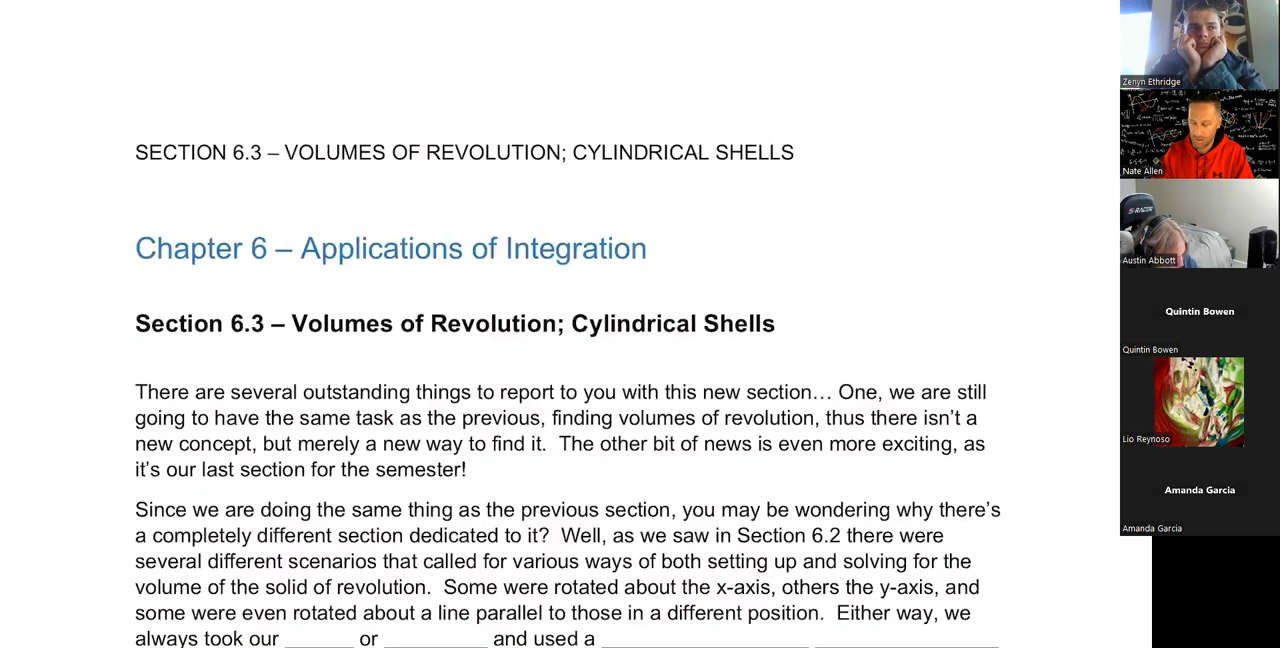 SECTION 6.3 – VOLUMES OF REVOLUTION; CYLINDRICAL SHELLS
Chapter 6 – Applications of Integration
Section 6.3 – Volumes of Revolution; Cylindrical Shells
There are several outstanding things to report to you with this new section… One, we are still
going to have the same task as the previous, finding volumes of revolution, thus there isn’t a
new concept, but merely a new way to find it.  The other bit of news is even more exciting, as
it’s our last section for the semester!
Since we are doing the same thing as the previous section, you may be wondering why there’s
a completely different section dedicated to it?  Well, as we saw in Section 6.2 there were
several different scenarios that called for various ways of both setting up and solving for the
volume of the solid of revolution.  Some were rotated about the x-axis, others the y-axis, and
some were even rotated about a line parallel to those in a different position.  Either way, we
always took our ______ or _________ and used a __________________ ________________
Zenyn Ethridge
Nate Allen
S-RACER
Austin Abbott
Quintin Bowen
Quintin Bowen
Lio Reynoso
Amanda Garcia
Amanda Garcia